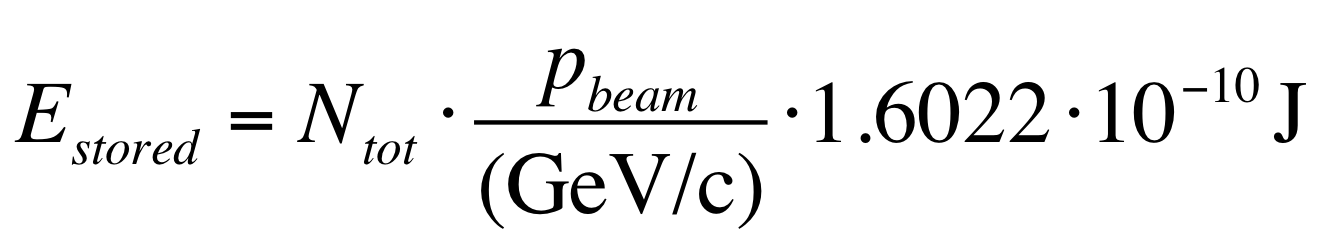 E_stored = N_tot · p_beam / (GeV/c) · 1.6022 · 10^−10 J